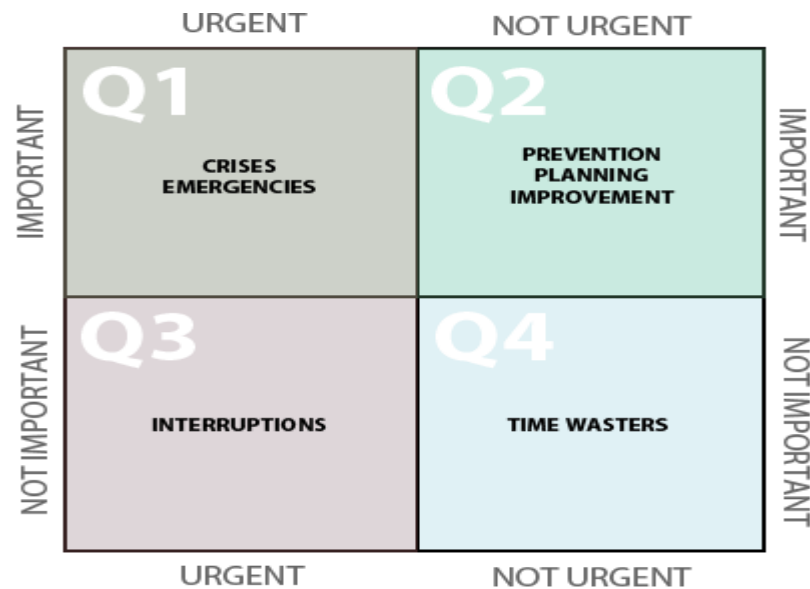 URGENT
NOT URGENT
IMPORTANT
Q1
CRISES
EMERGENCIES
Q2
PREVENTION
PLANNING
IMPROVEMENT
IMPORTANT
NOT IMPORTANT
Q3
INTERRUPTIONS
Q4
TIME WASTERS
NOT IMPORTANT
URGENT
NOT URGENT